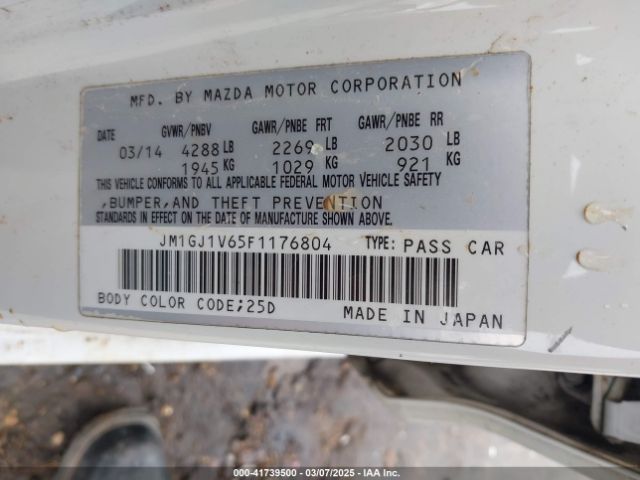 MFD. BY MAZDA MOTOR CORPORATION
DATE GVWR/PNBV GAWR/PNBE FRT GAWR/PNBE RR
03/14 4288 LB 2269 LB 2030 LB
1945 KG 1029 KG 921 KG
THIS VEHICLE CONFORMS TO ALL APPLICABLE FEDERAL MOTOR VEHICLE SAFETY
,BUMPER,AND THEFT PREVENTION
STANDARDS IN EFFECT ON THE DATE OF MANUFACTURE SHOWN ABOVE.
JM1GJ1V65F1176804 TYPE: PASS CAR
BODY COLOR CODE;25D MADE IN JAPAN
000-41739500 — 03/07/2025 — IAA Inc.